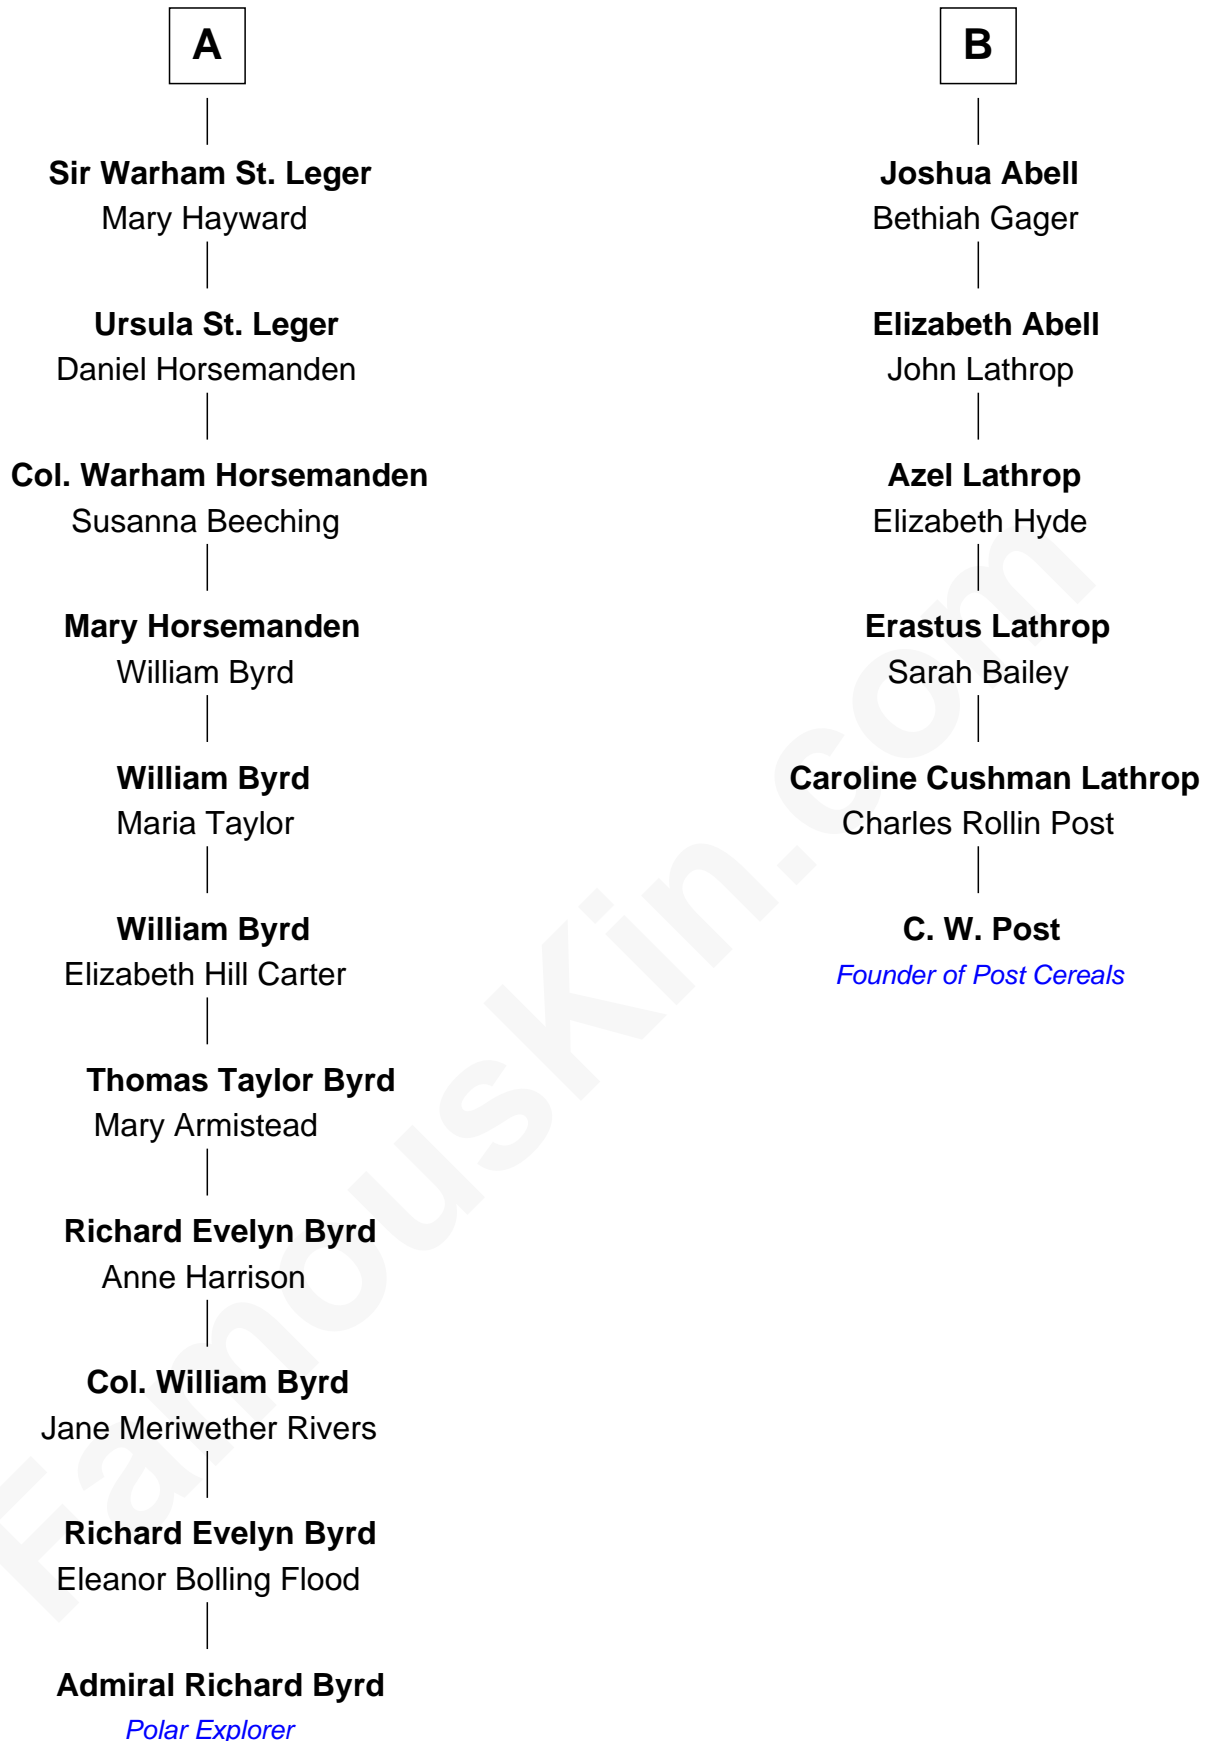 A
Sir Warham St. Leger
Mary Hayward
Ursula St. Leger
Daniel Horsemanden
Col. Warham Horsemanden
Susanna Beeching
Mary Horsemanden
William Byrd
William Byrd
Maria Taylor
William Byrd
Elizabeth Hill Carter
Thomas Taylor Byrd
Mary Armistead
Richard Evelyn Byrd
Anne Harrison
Col. William Byrd
Jane Meriwether Rivers
Richard Evelyn Byrd
Eleanor Bolling Flood
Admiral Richard Byrd
Polar Explorer
B
Joshua Abell
Bethiah Gager
Elizabeth Abell
John Lathrop
Azel Lathrop
Elizabeth Hyde
Erastus Lathrop
Sarah Bailey
Caroline Cushman Lathrop
Charles Rollin Post
C. W. Post
Founder of Post Cereals
FamousKin.com